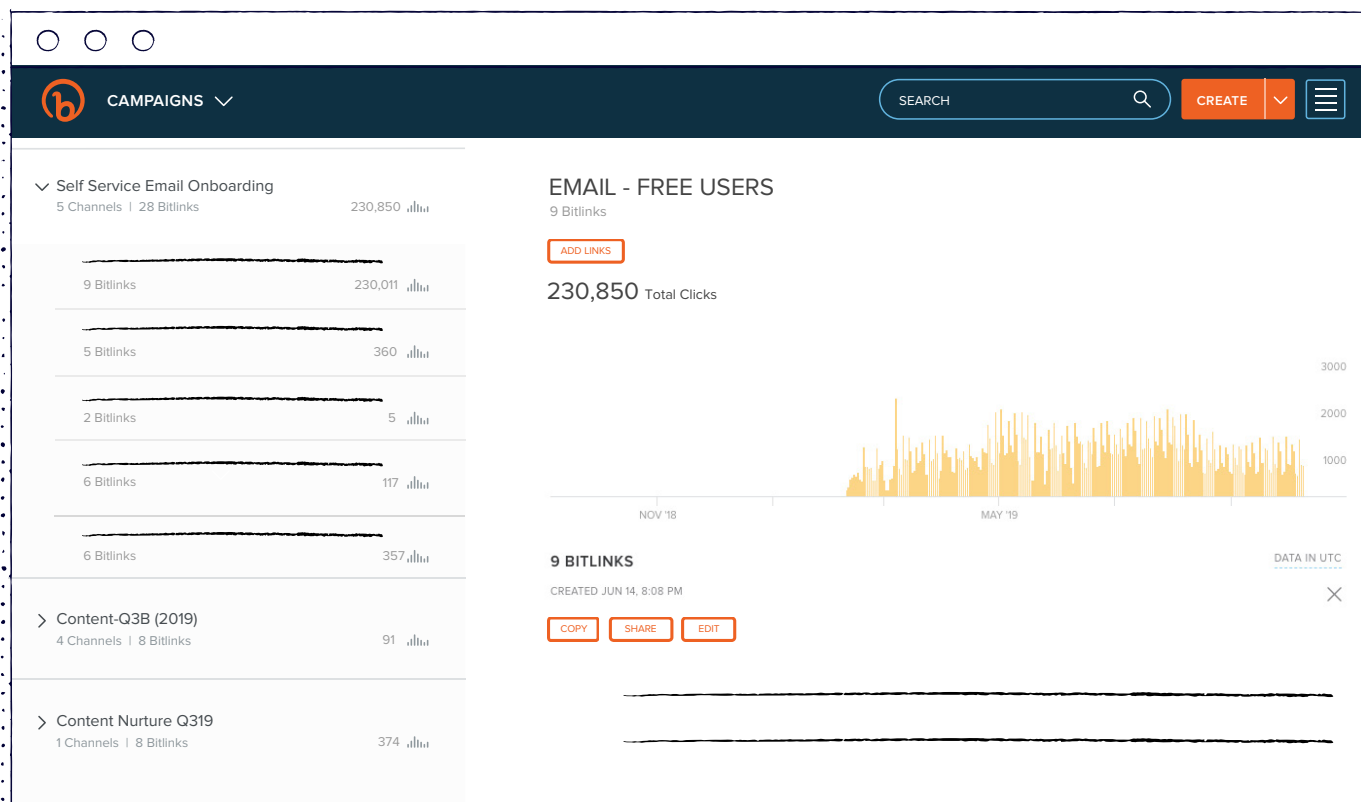 CAMPAIGNS
SEARCH
CREATE
Self Service Email Onboarding
5 Channels | 28 Bitlinks 230,850
9 Bitlinks 230,011
5 Bitlinks 360
2 Bitlinks 5
6 Bitlinks 117
6 Bitlinks 357
Content-Q3B (2019)
4 Channels | 8 Bitlinks 91
Content Nurture Q319
1 Channels | 8 Bitlinks 374
EMAIL - FREE USERS
9 Bitlinks
ADD LINKS
230,850 Total Clicks
3000
2000
1000
NOV '18 MAY '19
9 BITLINKS DATA IN UTC
CREATED JUN 14, 8:08 PM
COPY SHARE EDIT